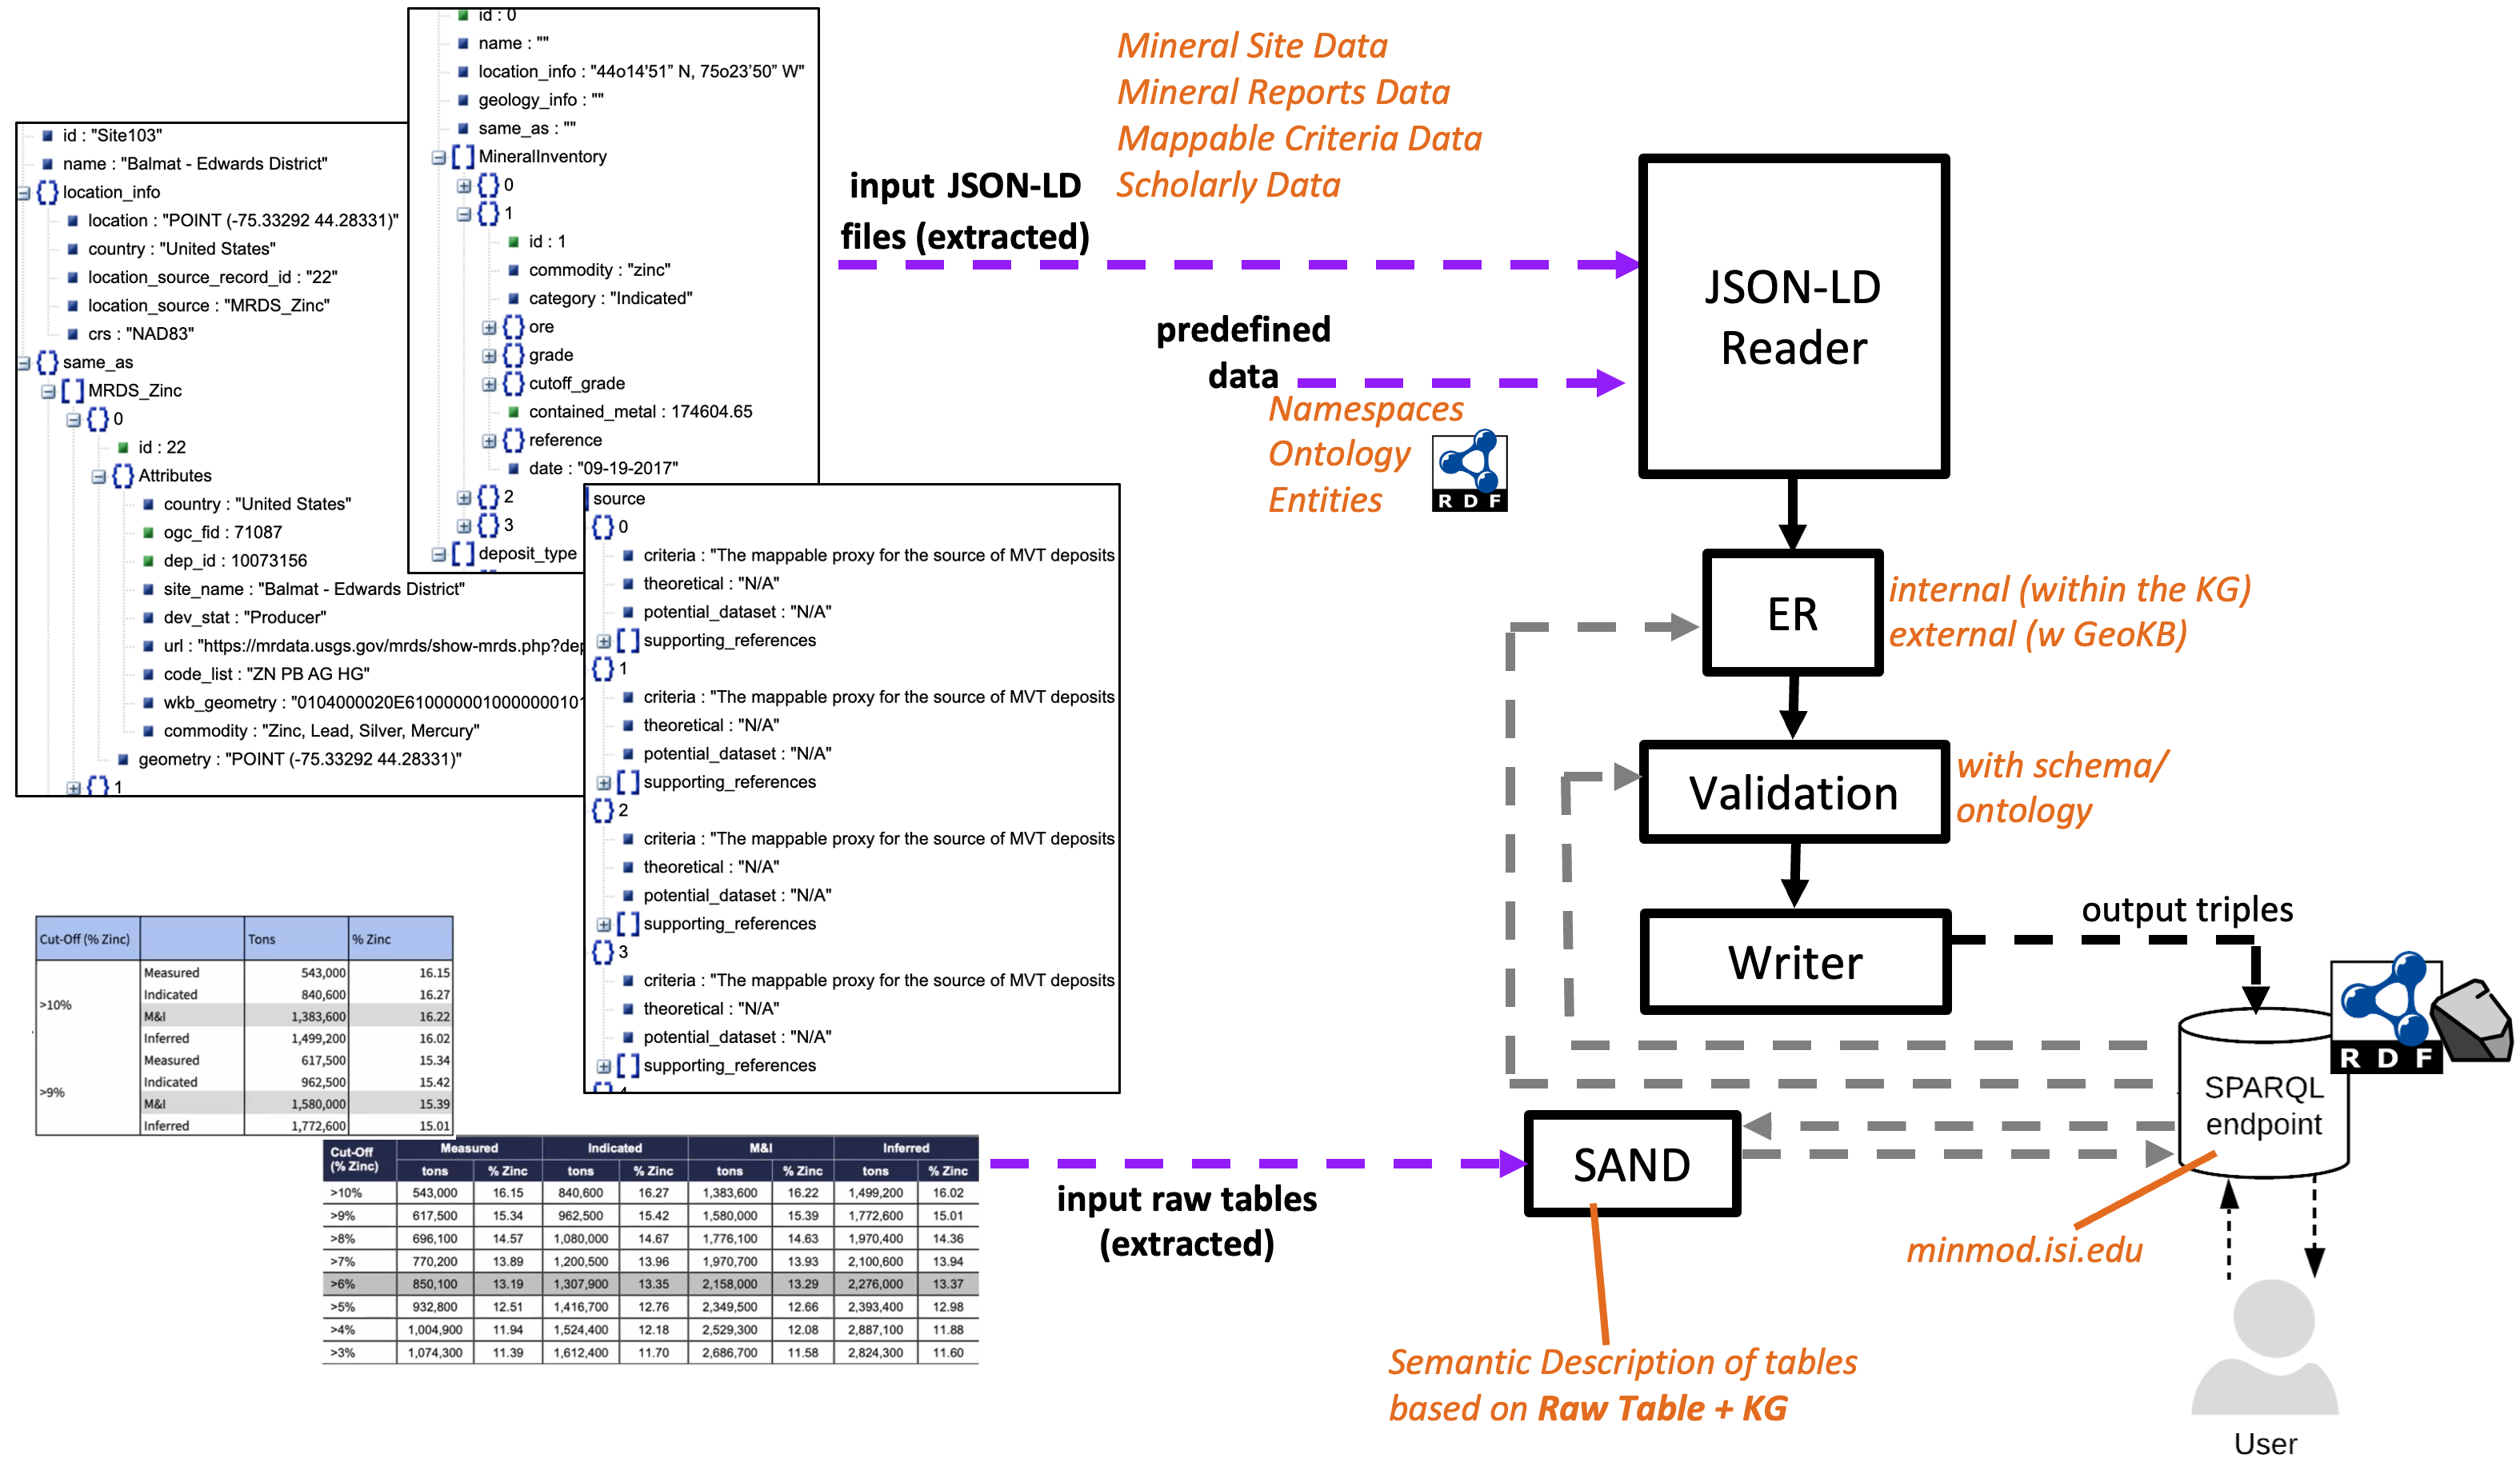 id : "Site103"
name : "Balmat - Edwards District"
location_info
location : "POINT (-75.33292 44.28331)"
country : "United States"
location_source_record_id : "22"
location_source : "MRDS_Zinc"
crs : "NAD83"
same_as
MRDS_Zinc
0
id : 22
Attributes
country : "United States"
ogc_fid : 71087
dep_id : 10073156
site_name : "Balmat - Edwards District"
dev_stat : "Producer"
url : "https://mrdata.usgs.gov/mrds/show-mrds.php?dep
code_list : "ZN PB AG HG"
wkb_geometry : "0104000020E6100000010000000101
commodity : "Zinc, Lead, Silver, Mercury"
geometry : "POINT (-75.33292 44.28331)"
1
id : 0
name : ""
location_info : "44o14'51” N, 75o23’50” W"
geology_info : ""
same_as : ""
MineralInventory
0
1
id : 1
commodity : "zinc"
category : "Indicated"
ore
grade
cutoff_grade
contained_metal : 174604.65
reference
date : "09-19-2017"
2
3
deposit_type
source
0
criteria : "The mappable proxy for the source of MVT deposits
theoretical : "N/A"
potential_dataset : "N/A"
supporting_references
1
criteria : "The mappable proxy for the source of MVT deposits
theoretical : "N/A"
potential_dataset : "N/A"
supporting_references
2
criteria : "The mappable proxy for the source of MVT deposits
theoretical : "N/A"
potential_dataset : "N/A"
supporting_references
3
criteria : "The mappable proxy for the source of MVT deposits
theoretical : "N/A"
potential_dataset : "N/A"
supporting_references
4
Cut-Off (% Zinc) Tons % Zinc
>10%
Measured 543,000 16.15
Indicated 840,600 16.27
M&I 1,383,600 16.22
Inferred 1,499,200 16.02
>9%
Measured 617,500 15.34
Indicated 962,500 15.42
M&I 1,580,000 15.39
Inferred 1,772,600 15.01
Cut-Off (% Zinc) Measured Indicated M&I Inferred
tons % Zinc tons % Zinc tons % Zinc tons % Zinc
>10% 543,000 16.15 840,600 16.27 1,383,600 16.22 1,499,200 16.02
>9% 617,500 15.34 962,500 15.42 1,580,000 15.39 1,772,600 15.01
>8% 696,100 14.57 1,080,000 14.67 1,776,100 14.63 1,970,400 14.36
>7% 770,200 13.89 1,200,500 13.96 1,970,700 13.93 2,100,600 13.94
>6% 850,100 13.19 1,307,900 13.35 2,158,000 13.29 2,276,000 13.37
>5% 932,800 12.51 1,416,700 12.76 2,349,500 12.66 2,393,400 12.98
>4% 1,004,900 11.94 1,524,400 12.18 2,529,300 12.08 2,887,100 11.88
>3% 1,074,300 11.39 1,612,400 11.70 2,686,700 11.58 2,824,300 11.60
Mineral Site Data
Mineral Reports Data
Mappable Criteria Data
Scholarly Data
input JSON-LD
files (extracted)
predefined
data
Namespaces
Ontology
Entities
RDF
JSON-LD
Reader
ER
internal (within the KG)
external (w GeoKB)
Validation
with schema/
ontology
Writer
output triples
RDF
SPARQL
endpoint
SAND
input raw tables
(extracted)
minmod.isi.edu
Semantic Description of tables
based on Raw Table + KG
User